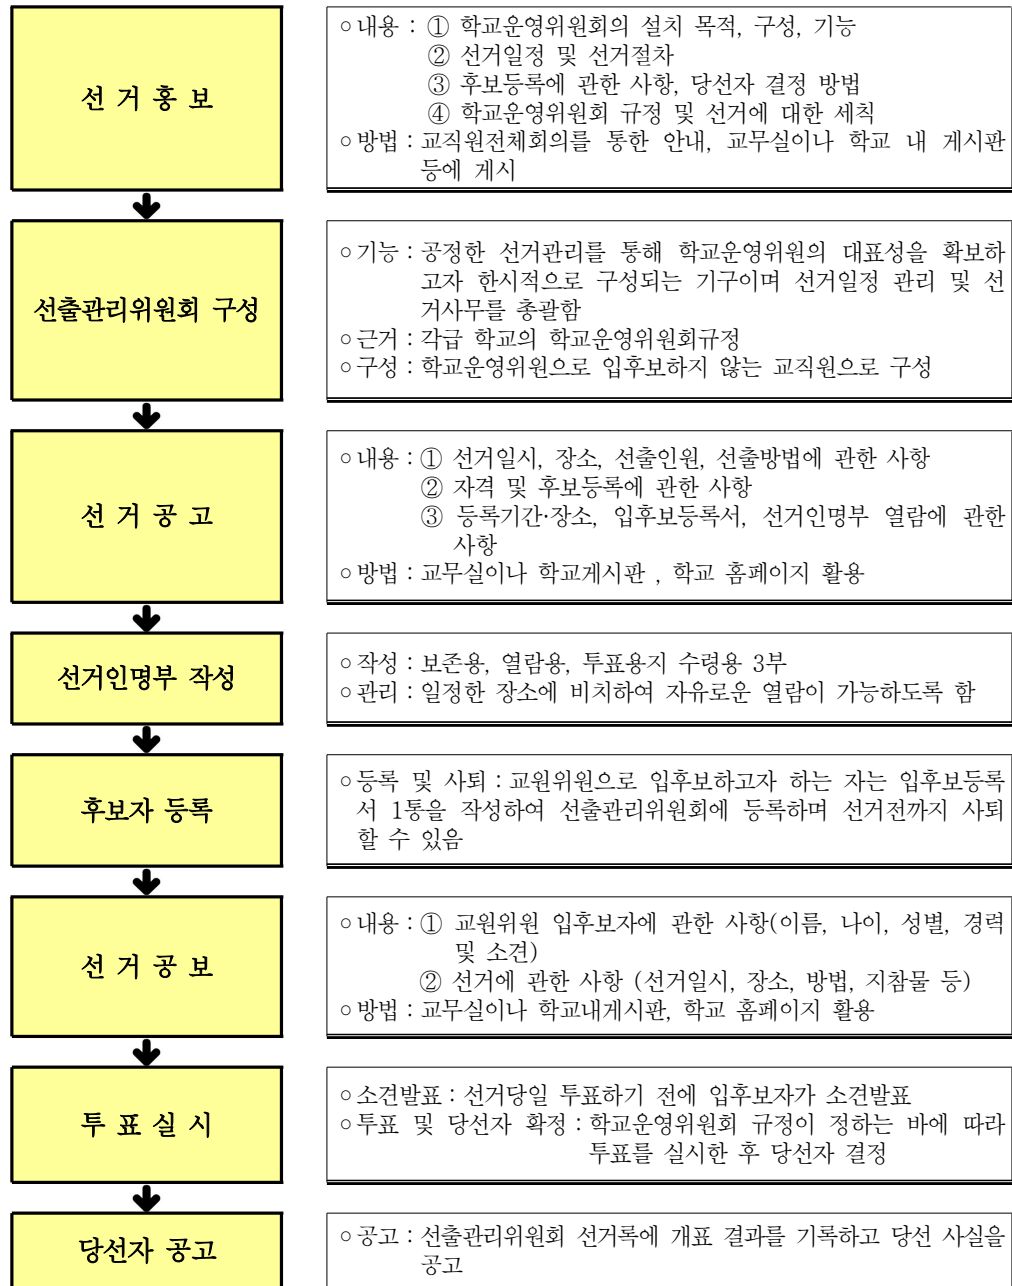 선 거 홍 보
○내용 : ① 학교운영위원회의 설치 목적, 구성, 기능
② 선거일정 및 선거절차
③ 후보등록에 관한 사항, 당선자 결정 방법
④ 학교운영위원회 규정 및 선거에 대한 세칙
○방법 : 교직원전체회의를 통한 안내, 교무실이나 학교 내 게시판
등에 게시
선출관리위원회 구성
○기능 : 공정한 선거관리를 통해 학교운영위원의 대표성을 확보하
고자 한시적으로 구성되는 기구이며 선거일정 관리 및 선
거사무를 총괄함
○근거 : 각급 학교의 학교운영위원회규정
○구성 : 학교운영위원으로 입후보하지 않는 교직원으로 구성
선 거 공 고
○내용 : ① 선거일시, 장소, 선출인원, 선출방법에 관한 사항
② 자격 및 후보등록에 관한 사항
③ 등록기간·장소, 입후보등록서, 선거인명부 열람에 관한
사항
○방법 : 교무실이나 학교게시판 , 학교 홈페이지 활용
선거인명부 작성
○작성 : 보존용, 열람용, 투표용지 수령용 3부
○관리 : 일정한 장소에 비치하여 자유로운 열람이 가능하도록 함
후보자 등록
○등록 및 사퇴 : 교원위원으로 입후보하고자 하는 자는 입후보등록
서 1통을 작성하여 선출관리위원회에 등록하며 선거전까지 사퇴
할 수 있음
선 거 공 보
○내용 : ① 교원위원 입후보자에 관한 사항(이름, 나이, 성별, 경력
및 소견)
② 선거에 관한 사항 (선거일시, 장소, 방법, 지참물 등)
○방법 : 교무실이나 학교내게시판, 학교 홈페이지 활용
투 표 실 시
○소견발표 : 선거당일 투표하기 전에 입후보자가 소견발표
○투표 및 당선자 확정 : 학교운영위원회 규정이 정하는 바에 따라
투표를 실시한 후 당선자 결정
당선자 공고
○공고 : 선출관리위원회 선거록에 개표 결과를 기록하고 당선 사실을
공고